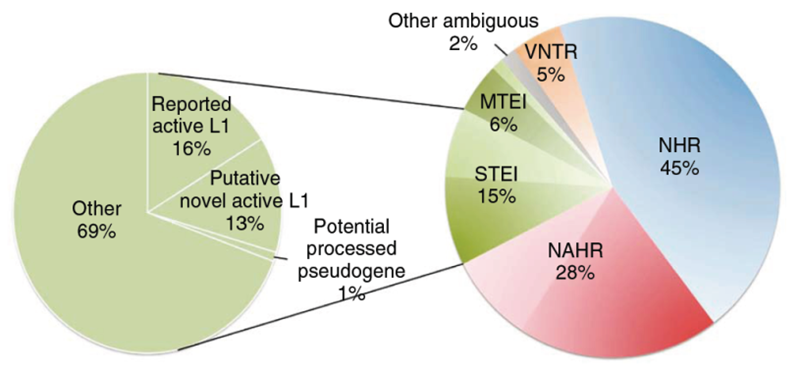 Reported
active L1
16%
Putative
novel active L1
13%
Other
69%
Potential
processed
pseudogene
1%
Other ambiguous
2%
VNTR
5%
MTEI
6%
STEI
15%
NHR
45%
NAHR
28%